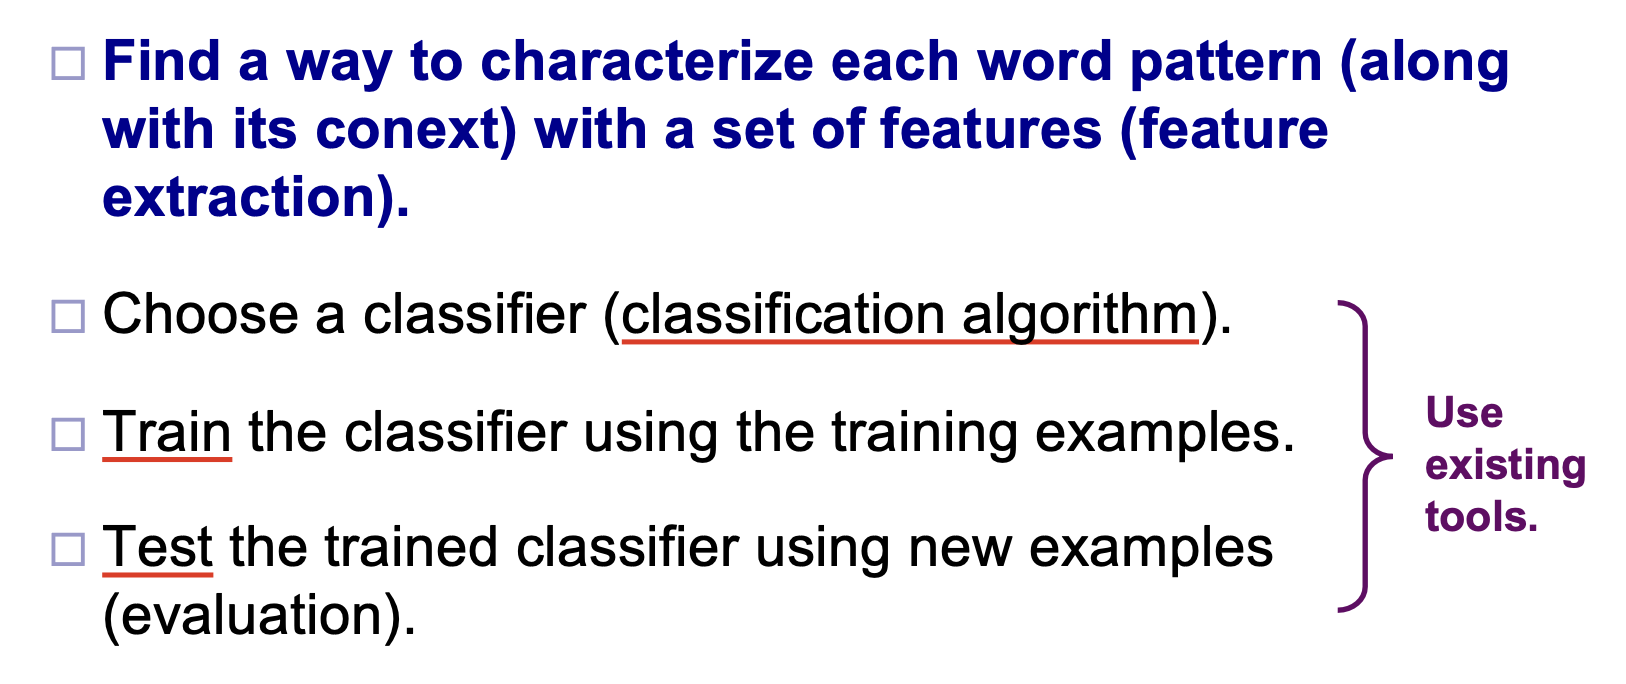 Find a way to characterize each word pattern (along
with its conext) with a set of features (feature
extraction).
Choose a classifier (classification algorithm).
Train the classifier using the training examples.
Test the trained classifier using new examples
(evaluation).
Use
existing
tools.